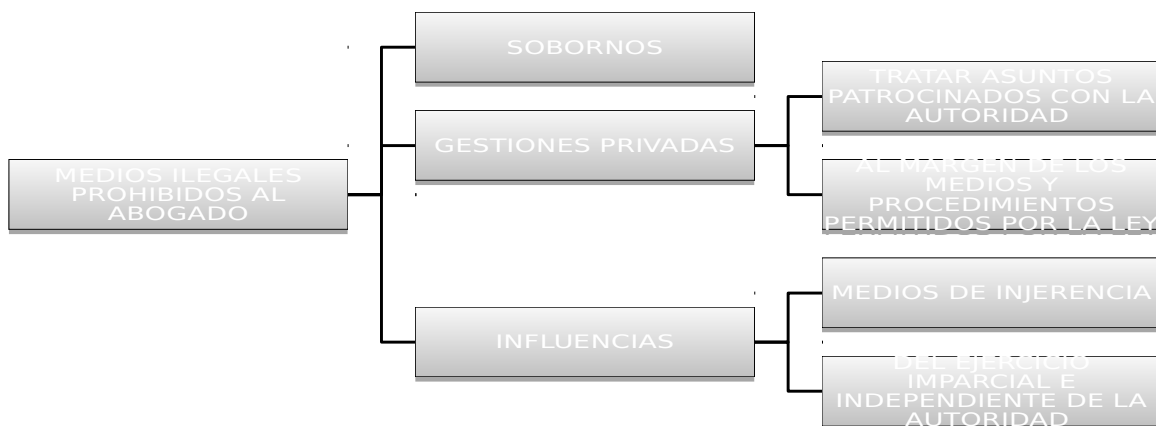 MEDIOS ILEGALES
PROHIBIDOS AL
ABOGADO
SOBORNOS
GESTIONES PRIVADAS
TRATAR ASUNTOS
PATROCINADOS CON LA
AUTORIDAD
AL MARGEN DE LOS
MEDIOS Y
PROCEDIMIENTOS
PERMITIDOS POR LA LEY
INFLUENCIAS
MEDIOS DE INJERENCIA
DEL EJERCICIO
IMPARCIAL E
INDEPENDIENTE DE LA
AUTORIDAD